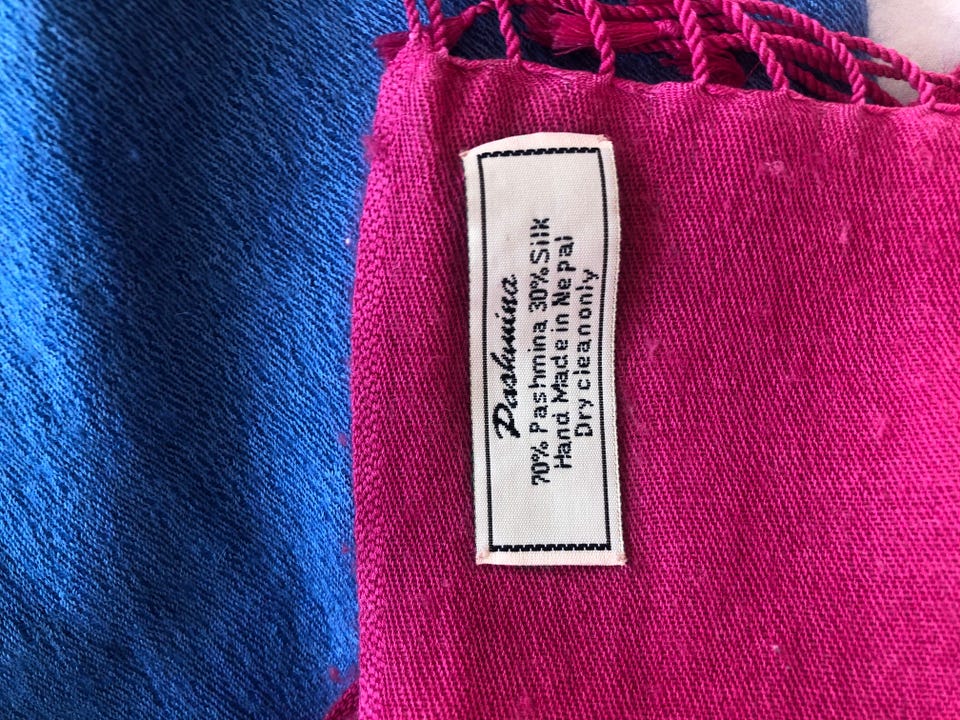 Pashmina
70% Pashmina 30% Silk
Hand Made in Nepal
Dry clean only